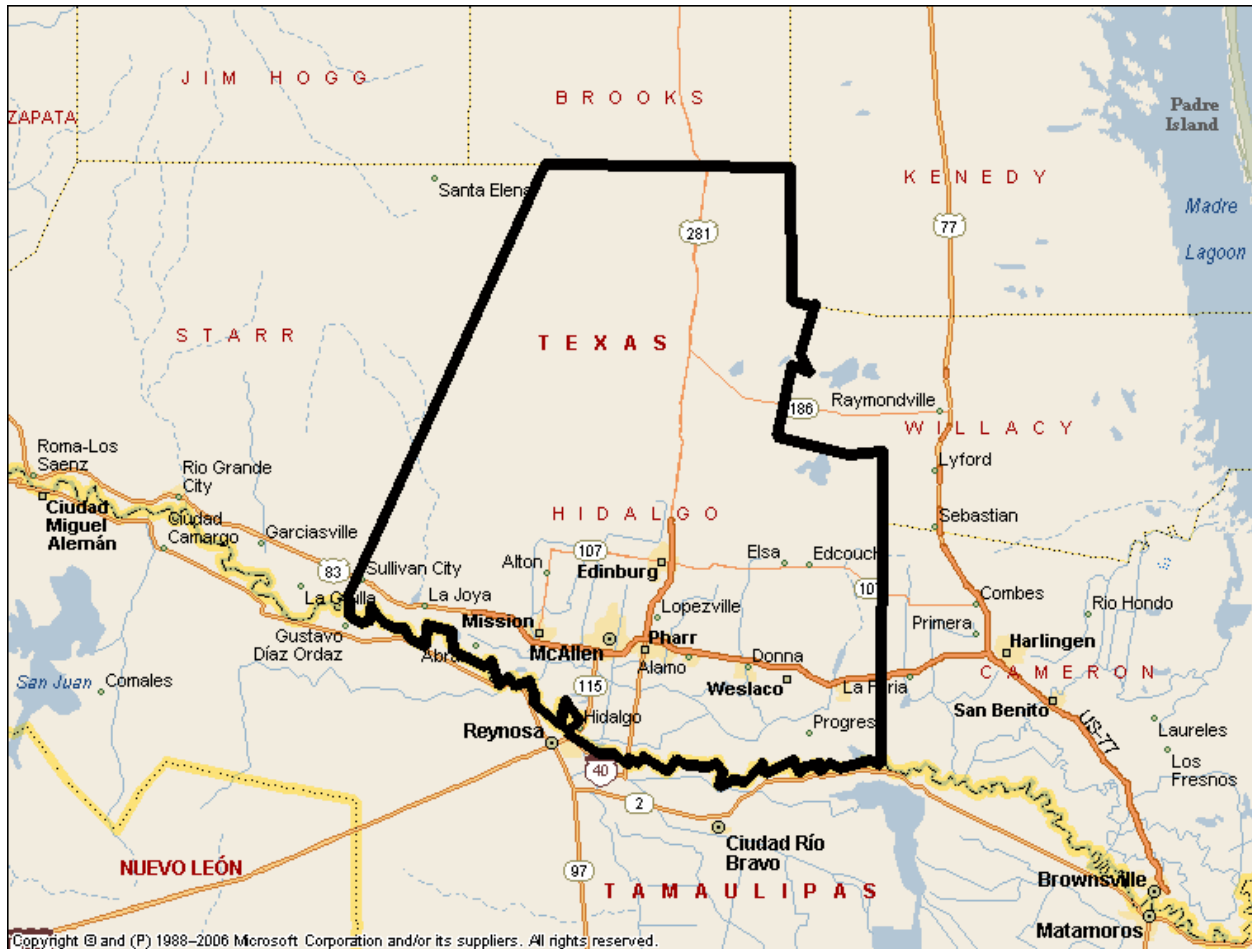 JIM HOGG
BROOKS
ZAPATA
Padre
Island
KENEDY
Santa Elena
Madre
Lagoon
77
281
STARR
TEXAS
186
Raymondville
WILLACY
Roma-Los
Saenz
Rio Grande
City
Lyford
Ciudad
Miguel
Alemán
Ciudad
Camargo
Garciasville
HIDALGO
Sebastian
107
Alton
Edinburg
Elsa
Edcouch
83
Sullivan City
La Joya
Lopezville
107
Combes
Rio Hondo
Mission
Primera
Gustavo
Díaz Ordaz
McAllen
Pharr
Harlingen
Alamo
Donna
San Juan
Comales
115
Weslaco
La Feria
CAMERON
San Benito
Hidalgo
Progres
US-77
Laureles
Reynosa
Los
Fresnos
40
2
Ciudad Río
Bravo
NUEVO LEÓN
97
TAMAULIPAS
Brownsville
Matamoros
Copyright © and (P) 1988–2006 Microsoft Corporation and/or its suppliers. All rights reserved.